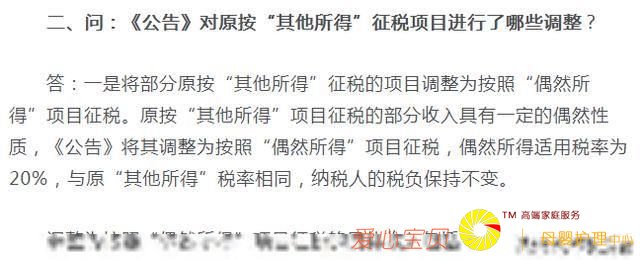 二、问：《公告》对原按“其他所得”征税项目进行了哪些调整？
答：一是将部分原按“其他所得”征税的项目调整为按照“偶然所
得”项目征税。原按“其他所得”项目征税的部分收入具有一定的偶然性
质，《公告》将其调整为按照“偶然所得”项目征税，偶然所得适用税率为
20%，与原“其他所得”税率相同，纳税人的税负保持不变。
爱心宝贝
TM 高端家庭服务
母婴护理中心